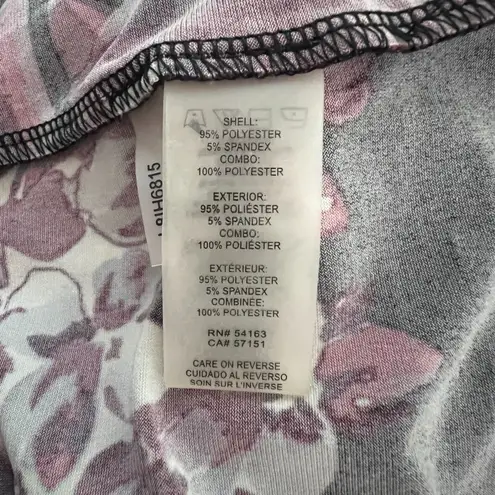 SHELL:
95% POLYESTER
5% SPANDEX
COMBO:
100% POLYESTER
EXTERIOR:
95% POLIÉSTER
5% SPANDEX
COMBO:
100% POLIÉSTER
EXTÉRIEUR:
95% POLYESTER
5% SPANDEX
COMBINÉE:
100% POLYESTER
RN# 54163
CA# 57151
CARE ON REVERSE
CUIDADO AL REVERSO
SOIN SUR L'INVERSE